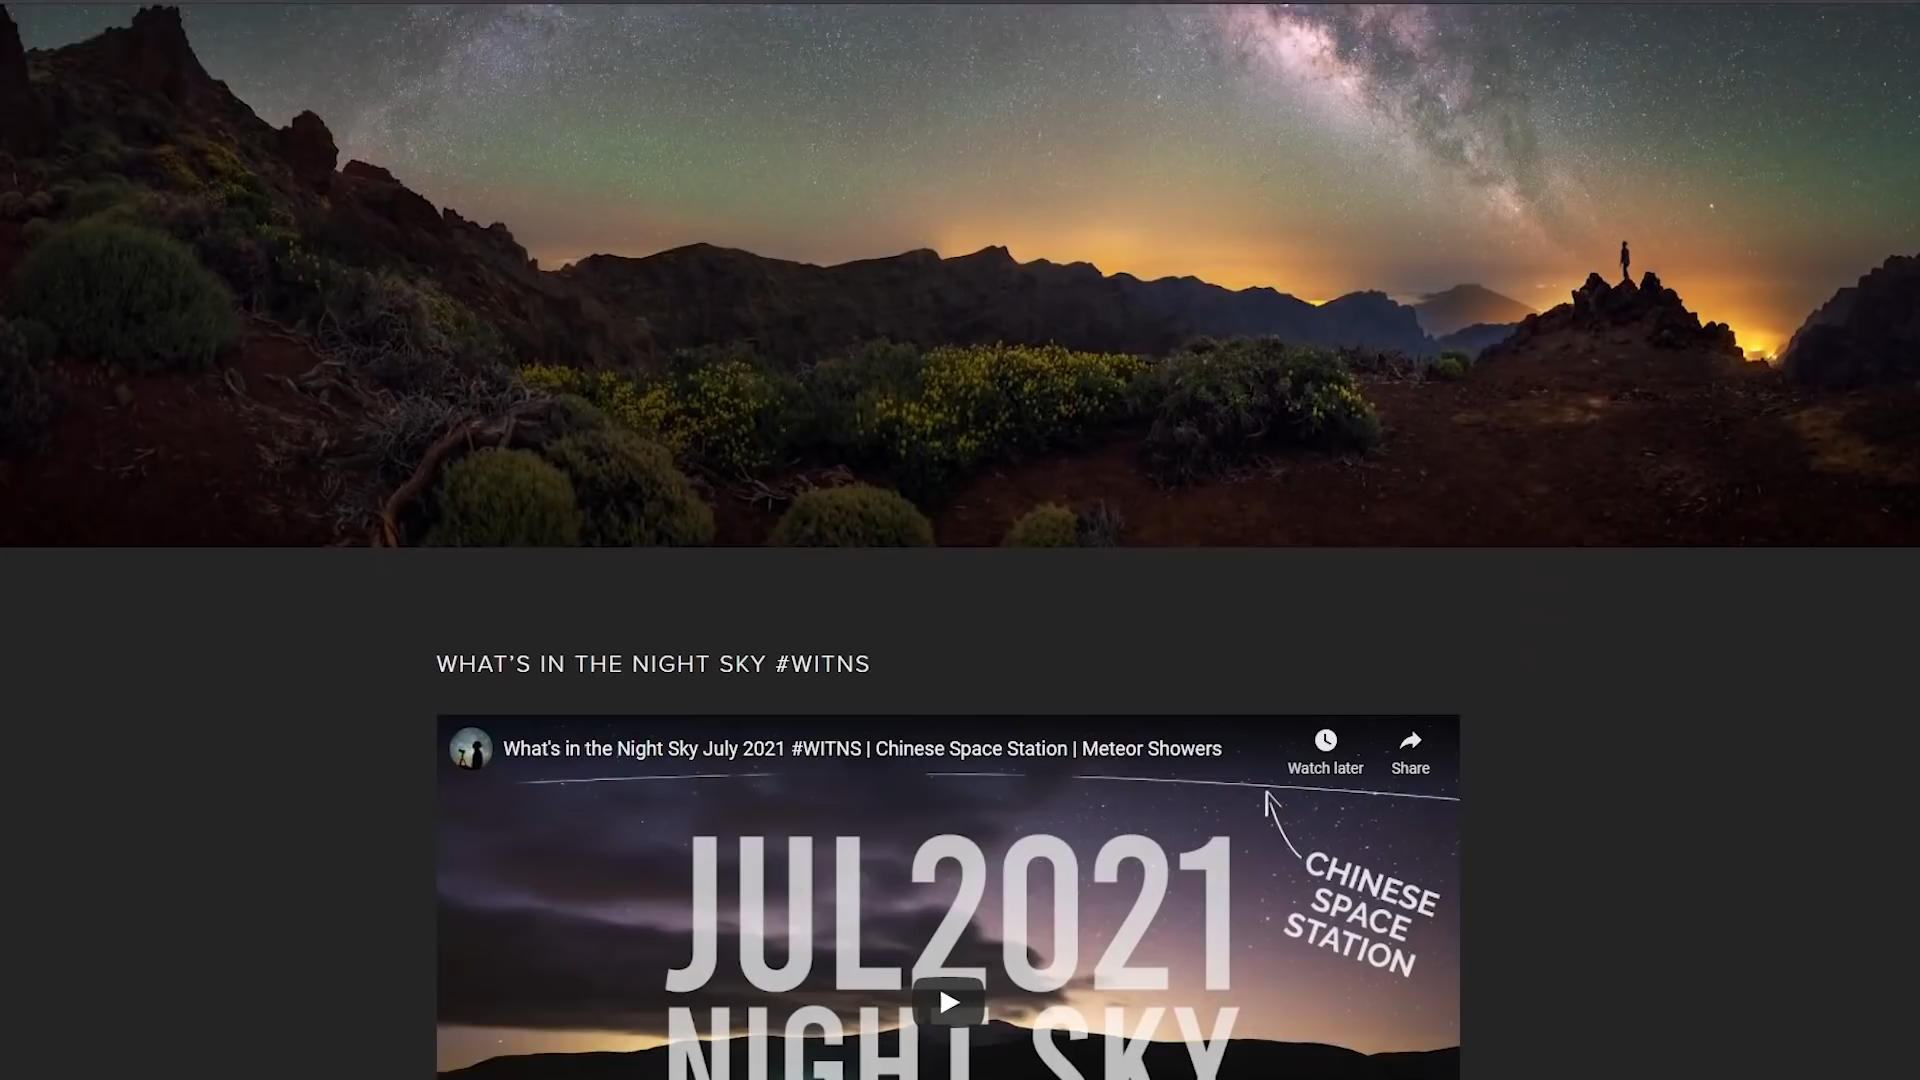 WHAT’S IN THE NIGHT SKY #WITNS
What's in the Night Sky July 2021 #WITNS | Chinese Space Station | Meteor Showers
Watch later
Share
JUL2021
NIGHT SKY
CHINESE
SPACE
STATION